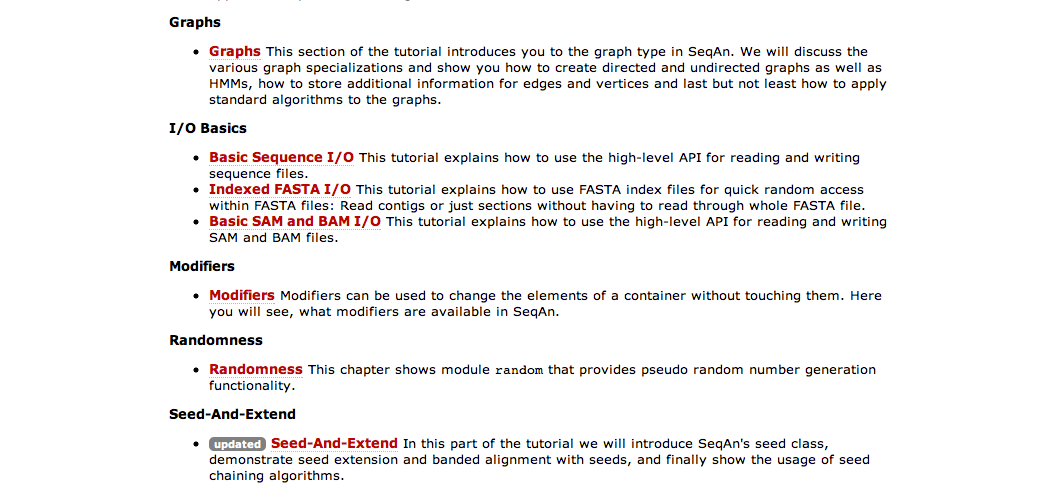 Graphs
• Graphs This section of the tutorial introduces you to the graph type in SeqAn. We will discuss the
various graph specializations and show you how to create directed and undirected graphs as well as
HMMs, how to store additional information for edges and vertices and last but not least how to apply
standard algorithms to the graphs.
I/O Basics
• Basic Sequence I/O This tutorial explains how to use the high-level API for reading and writing
sequence files.
• Indexed FASTA I/O This tutorial explains how to use FASTA index files for quick random access
within FASTA files: Read contigs or just sections without having to read through whole FASTA file.
• Basic SAM and BAM I/O This tutorial explains how to use the high-level API for reading and writing
SAM and BAM files.
Modifiers
• Modifiers Modifiers can be used to change the elements of a container without touching them. Here
you will see, what modifiers are available in SeqAn.
Randomness
• Randomness This chapter shows module random that provides pseudo random number generation
functionality.
Seed-And-Extend
• updated Seed-And-Extend In this part of the tutorial we will introduce SeqAn's seed class,
demonstrate seed extension and banded alignment with seeds, and finally show the usage of seed
chaining algorithms.